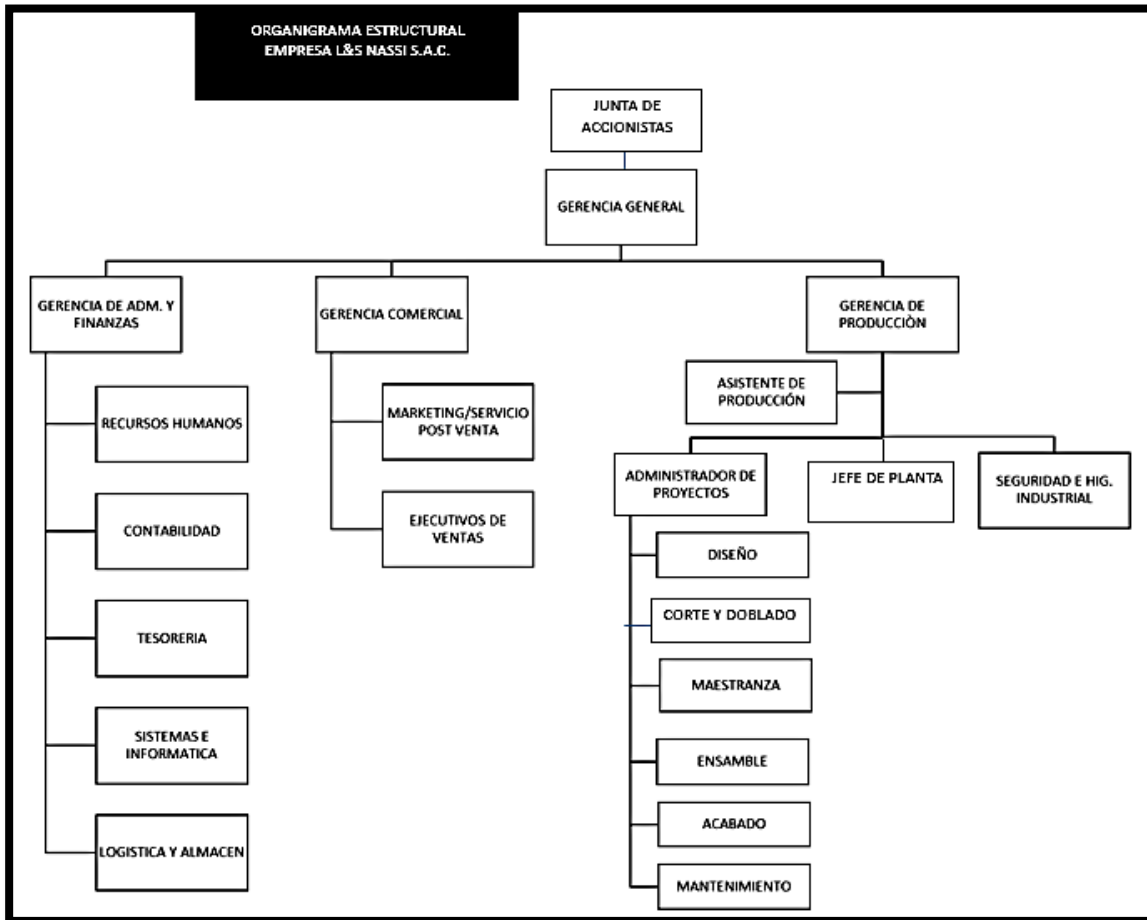 ORGANIGRAMA ESTRUCTURAL
EMPRESA L&S NASSI S.A.C.
JUNTA DE
ACCIONISTAS
GERENCIA GENERAL
GERENCIA DE ADM. Y
FINANZAS
GERENCIA COMERCIAL
GERENCIA DE
PRODUCCIÒN
RECURSOS HUMANOS
CONTABILIDAD
TESORERIA
SISTEMAS E
INFORMATICA
LOGISTICA Y ALMACEN
MARKETING/SERVICIO
POST VENTA
EJECUTIVOS DE
VENTAS
ASISTENTE DE
PRODUCCIÓN
ADMINISTRADOR DE
PROYECTOS
JEFE DE PLANTA
SEGURIDAD E HIG.
INDUSTRIAL
DISEÑO
CORTE Y DOBLADO
MAESTRANZA
ENSAMBLE
ACABADO
MANTENIMIENTO